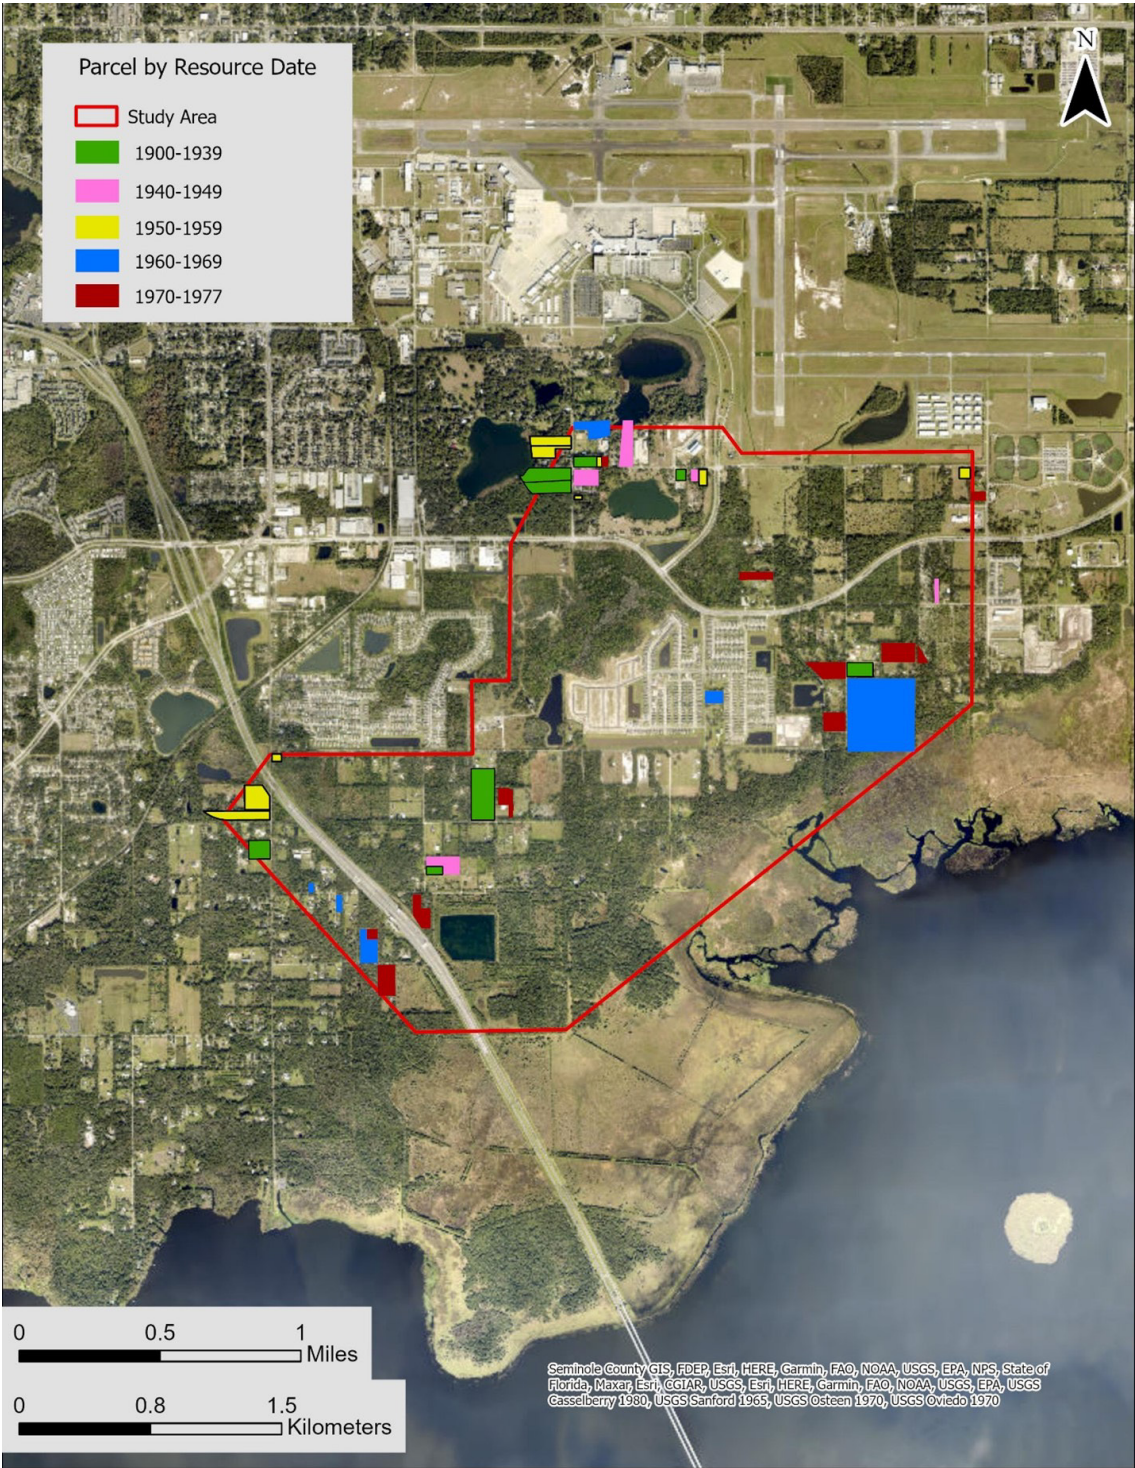 N
Parcel by Resource Date
Study Area
1900-1939
1940-1949
1950-1959
1960-1969
1970-1977
0 0.5 1
Miles
0 0.8 1.5
Kilometers
Seminole County GIS, FDEP, Esri, HERE, Garmin, FAO, NOAA, USGS, EPA, NPS, State of
Florida, Maxar, Esri, CGIAR, USGS, Esri, HERE, Garmin, FAO, NOAA, USGS, EPA, USGS
Casselberry 1980, USGS Sanford 1965, USGS Osteen 1970, USGS Oviedo 1970